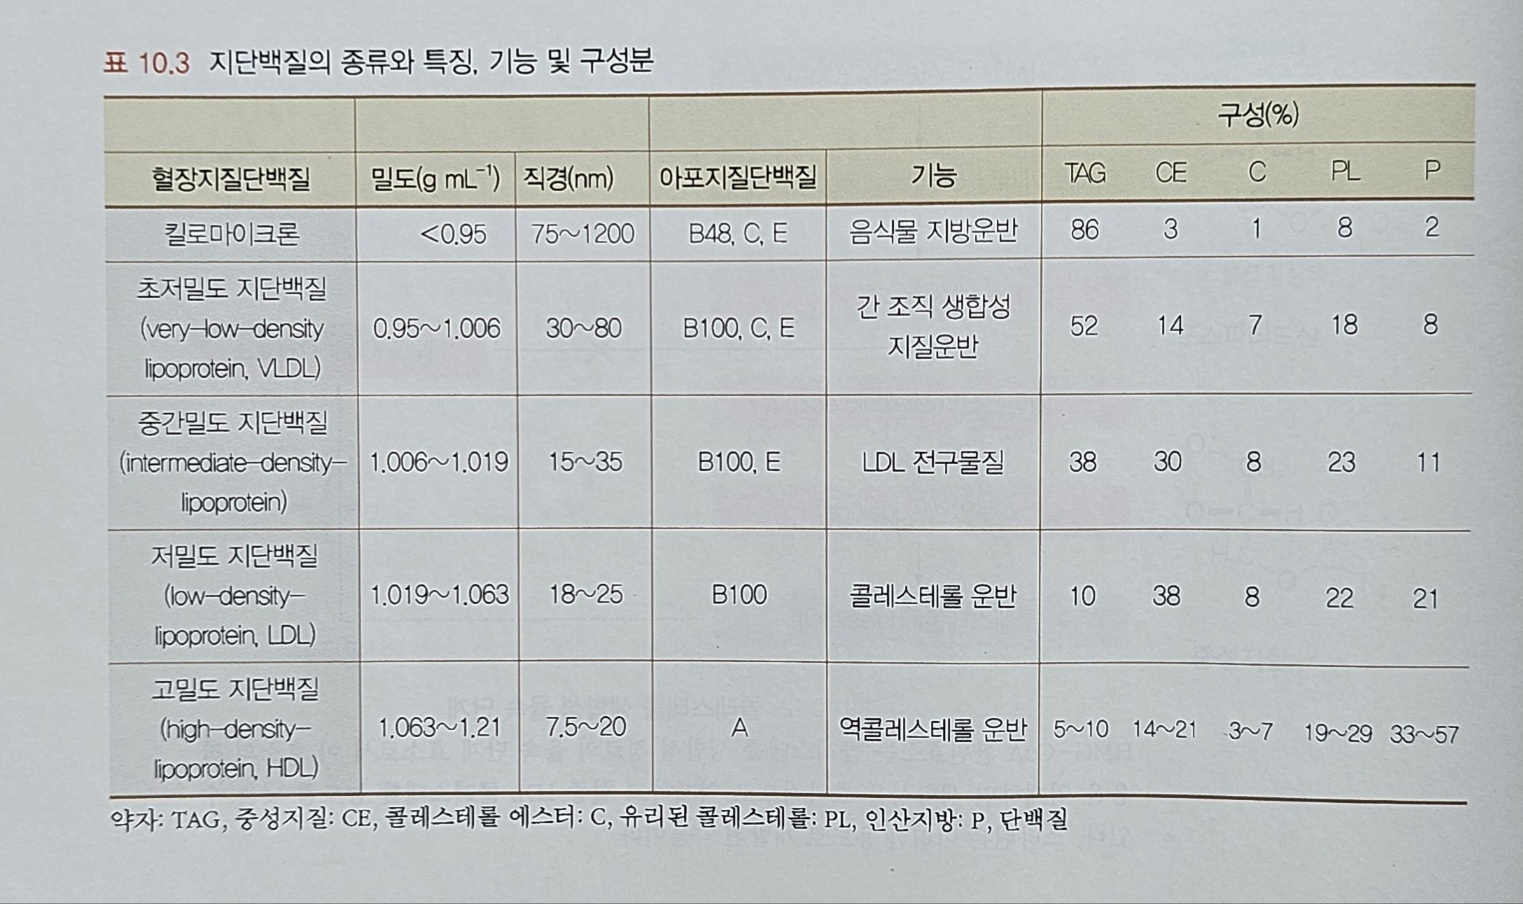 표 10.3 지단백질의 종류와 특징, 기능 및 구성분
구성(%)
혈장지질단백질 밀도(g mL⁻¹) 직경(nm) 아포지질단백질 기능 TAG CE C PL P
킬로마이크론 <0.95 75~1200 B48, C, E 음식물 지방운반 86 3 1 8 2
초저밀도 지단백질
(very-low-density
lipoprotein, VLDL)
0.95~1.006 30~80 B100, C, E
간 조직 생합성
지질운반
52 14 7 18 8
중간밀도 지단백질
(intermediate-density-
lipoprotein)
1.006~1.019 15~35 B100, E LDL 전구물질 38 30 8 23 11
저밀도 지단백질
(low-density-
lipoprotein, LDL)
1.019~1.063 18~25 B100 콜레스테롤 운반 10 38 8 22 21
고밀도 지단백질
(high-density-
lipoprotein, HDL)
1.063~1.21 7.5~20 A 역콜레스테롤 운반 5~10 14~21 3~7 19~29 33~57
약자: TAG, 중성지질: CE, 콜레스테롤 에스터: C, 유리된 콜레스테롤: PL, 인산지방: P, 단백질